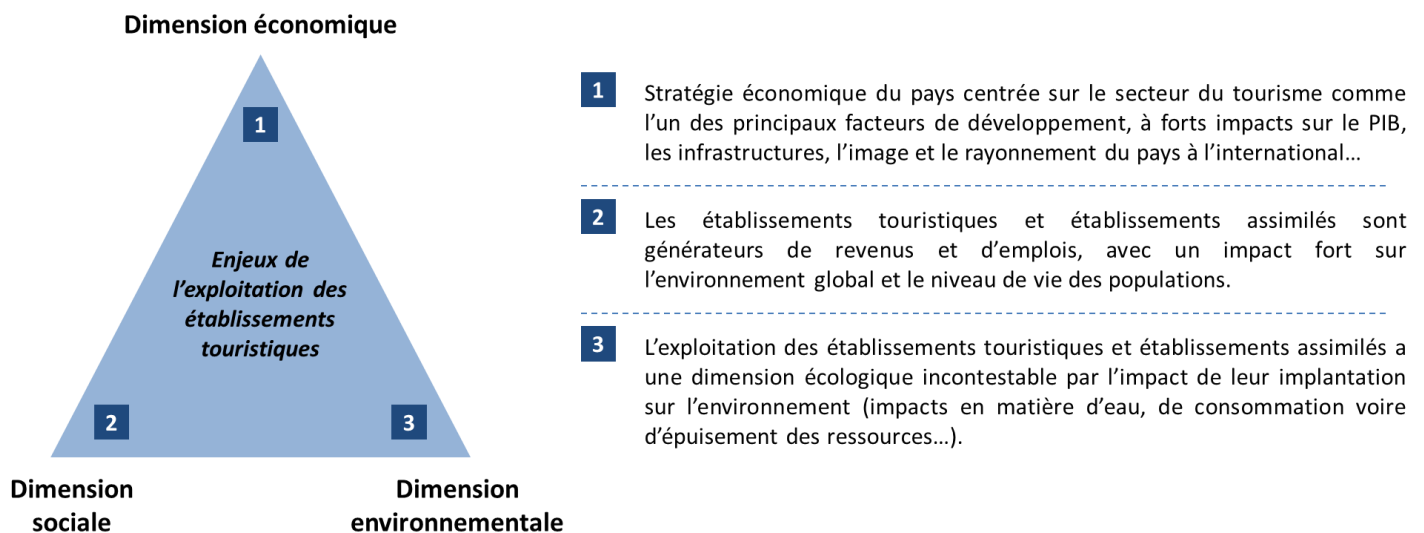 Dimension économique
1
Enjeux de
l’exploitation des
établissements
touristiques
2
3
Dimension
sociale
Dimension
environnementale
1
Stratégie économique du pays centrée sur le secteur du tourisme comme
l’un des principaux facteurs de développement, à forts impacts sur le PIB,
les infrastructures, l’image et le rayonnement du pays à l’international…
2
Les établissements touristiques et établissements assimilés sont
générateurs de revenus et d’emplois, avec un impact fort sur
l’environnement global et le niveau de vie des populations.
3
L’exploitation des établissements touristiques et établissements assimilés a
une dimension écologique incontestable par l’impact de leur implantation
sur l’environnement (impacts en matière d’eau, de consommation voire
d’épuisement des ressources…).